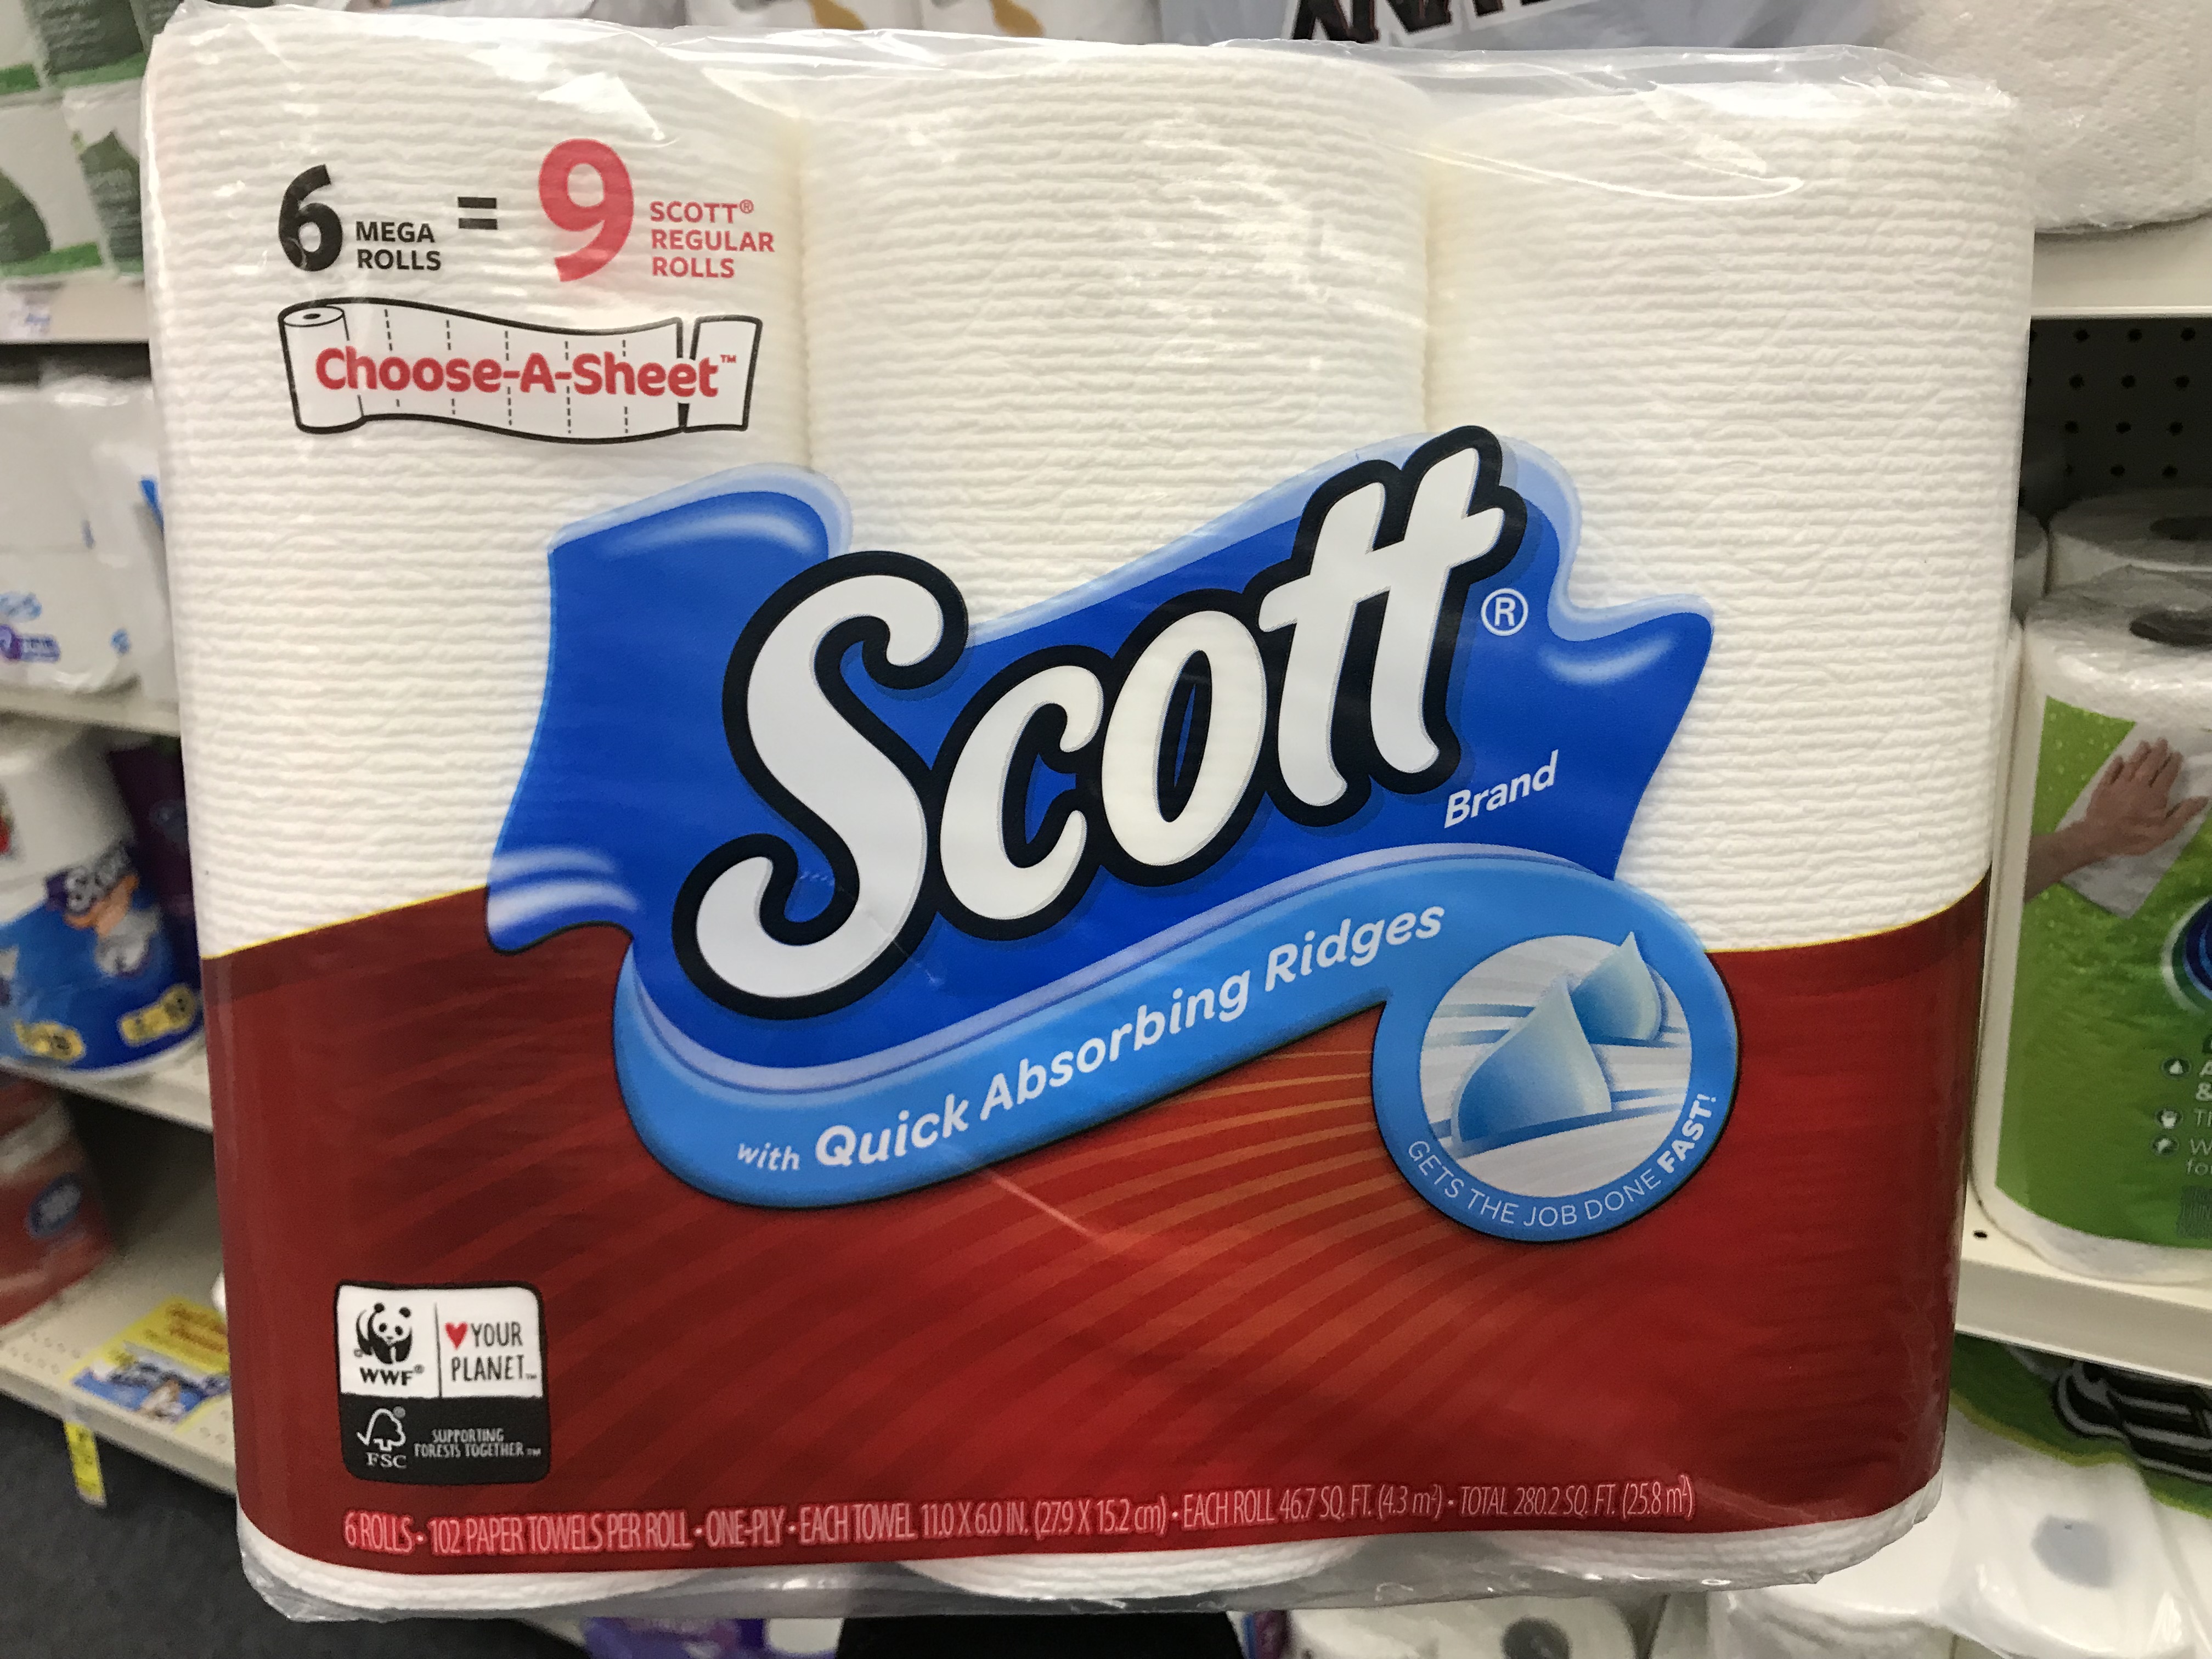 6 MEGA ROLLS = 9 SCOTT® REGULAR ROLLS
Choose-A-Sheet™
Scott®
Brand
with Quick Absorbing Ridges
GETS THE JOB DONE FAST!
WWF®
♥YOUR
PLANET™
FSC®
SUPPORTING
FORESTS TOGETHER™
6 ROLLS • 102 PAPER TOWELS PER ROLL • ONE-PLY • EACH TOWEL 11.0 X 6.0 IN. (27.9 X 15.2 cm) • EACH ROLL 46.7 SQ. FT. (4.3 m²) • TOTAL 280.2 SQ. FT. (25.8 m²)